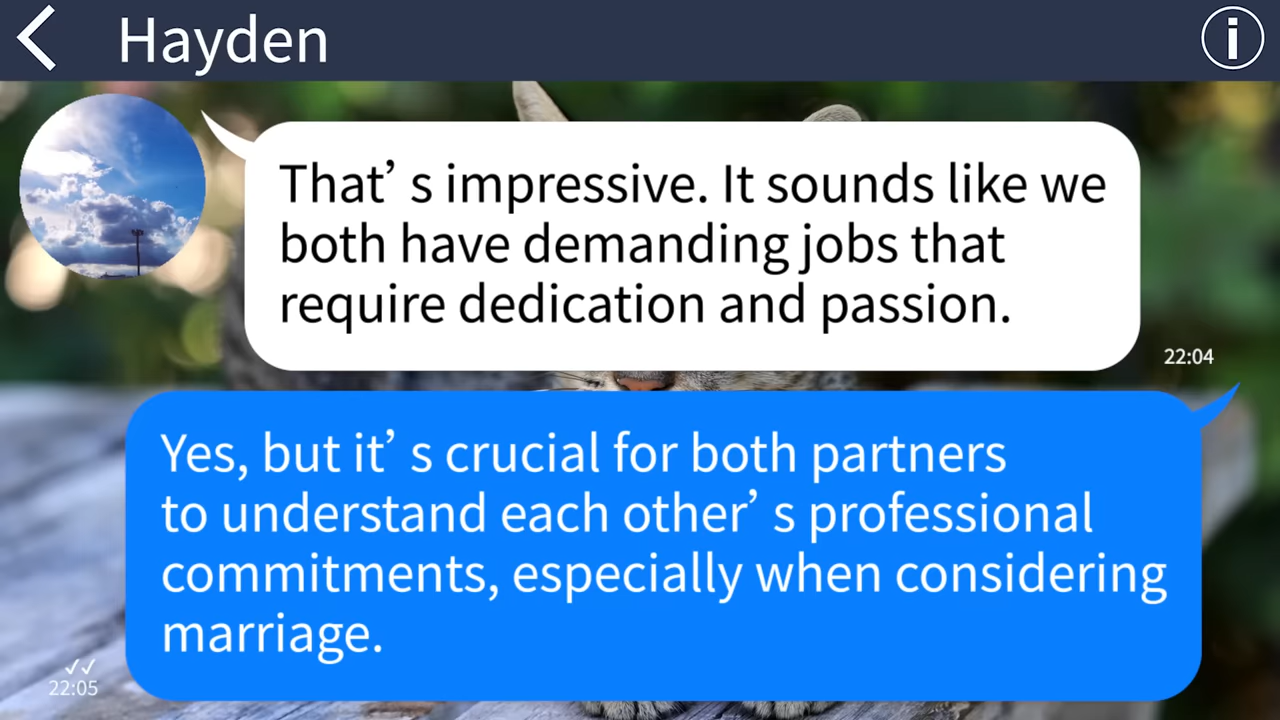 Hayden
That’s impressive. It sounds like we
both have demanding jobs that
require dedication and passion.
22:04
Yes, but it’s crucial for both partners
to understand each other’s professional
commitments, especially when considering
marriage.
22:05